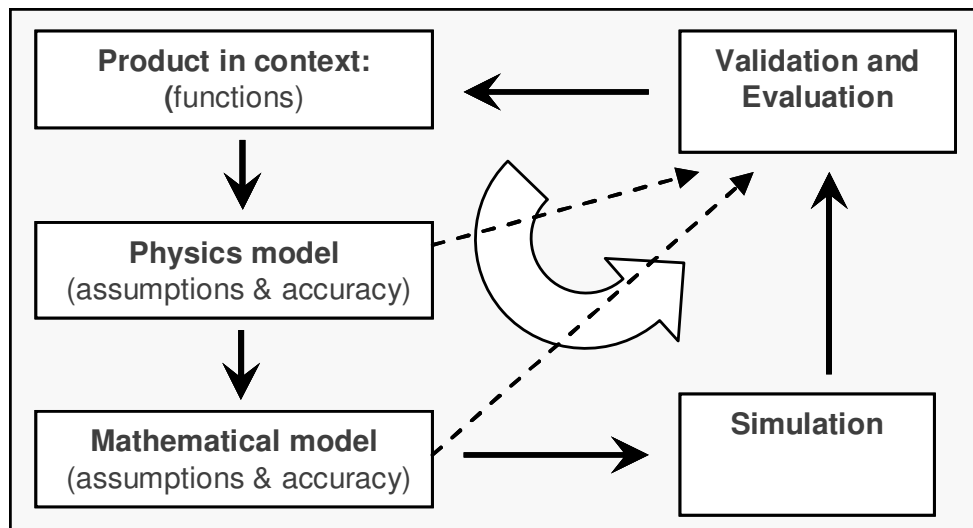 Product in context:
(functions)
Validation and
Evaluation
Physics model
(assumptions & accuracy)
Mathematical model
(assumptions & accuracy)
Simulation